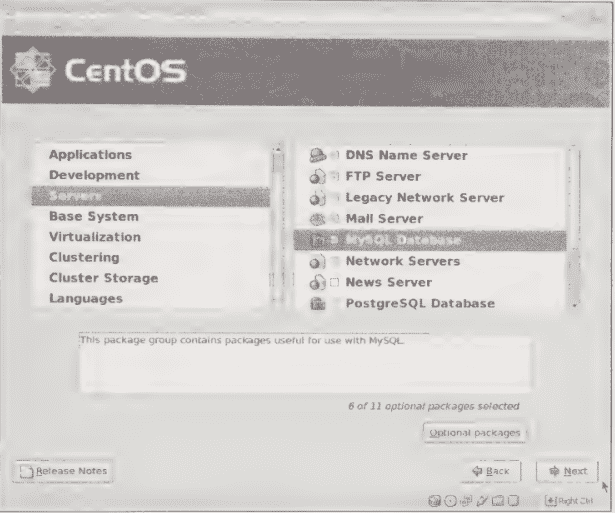 CentOS
Applications
Development
Servers
Base System
Virtualization
Clustering
Cluster Storage
Languages
DNS Name Server
FTP Server
Legacy Network Server
Mail Server
MySQL Database
Network Servers
News Server
PostgreSQL Database
This package group contains packages useful for use with MySQL.
6 of 11 optional packages selected
Optional packages
Release Notes
Back
Next
Right Ctrl